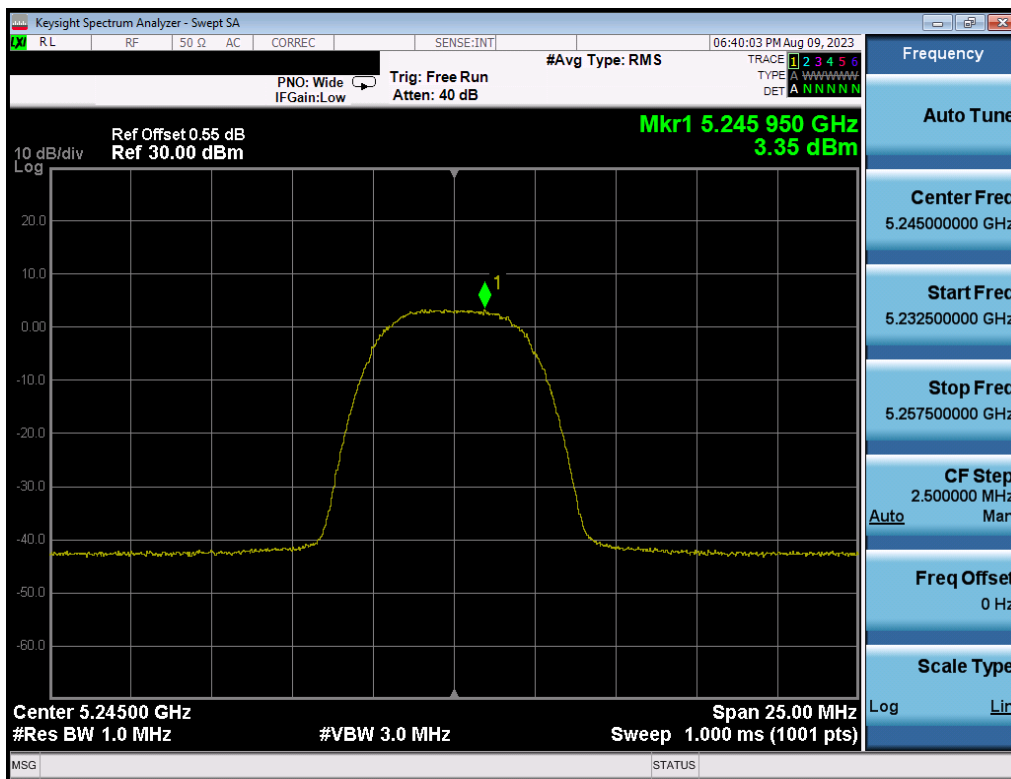 Keysight Spectrum Analyzer - Swept SA
LXI RL RF 50 Ω AC CORREC SENSE:INT 06:40:03 PM Aug 09, 2023
#Avg Type: RMS
TRACE 1 2 3 4 5 6
TYPE A WWWWW
DET A N N N N N
PNO: Wide
IFGain:Low
Trig: Free Run
Atten: 40 dB
Mkr1 5.245 950 GHz
3.35 dBm
Ref Offset 0.55 dB
10 dB/div Ref 30.00 dBm
Log
20.0
10.0
0.00
-10.0
-20.0
-30.0
-40.0
-50.0
-60.0
1
Center 5.24500 GHz Span 25.00 MHz
#Res BW 1.0 MHz #VBW 3.0 MHz Sweep 1.000 ms (1001 pts)
MSG STATUS
Frequency
Auto Tune
Center Freq
5.245000000 GHz
Start Freq
5.232500000 GHz
Stop Freq
5.257500000 GHz
CF Step
2.500000 MHz
Auto Man
Freq Offset
0 Hz
Scale Type
Log Lin